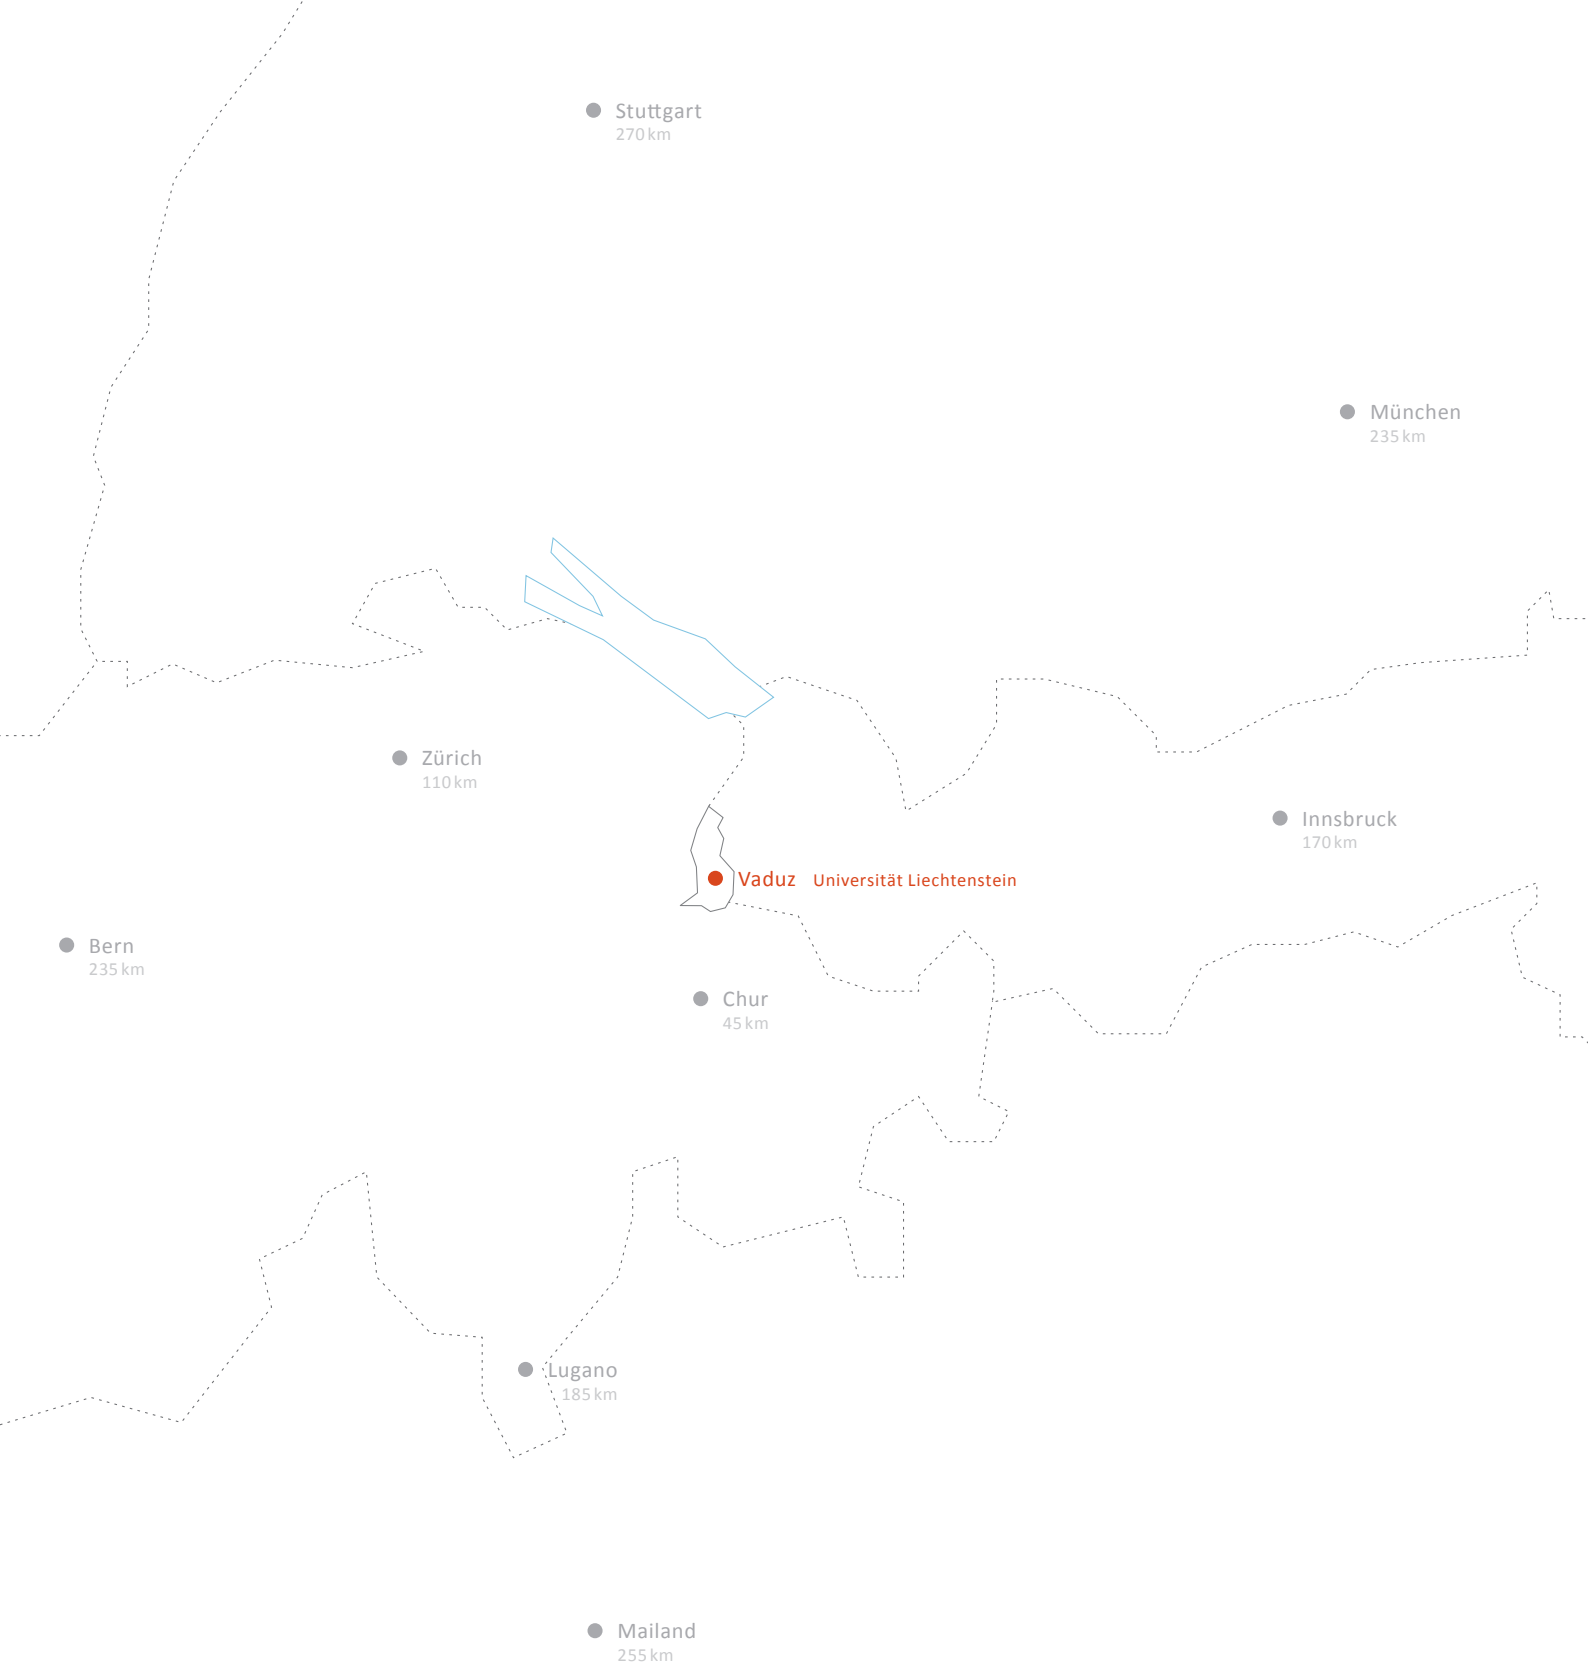 Stuttgart
270 km
München
235 km
Zürich
110 km
Innsbruck
170 km
Vaduz Universität Liechtenstein
Bern
235 km
Chur
45 km
Lugano
185 km
Mailand
255 km